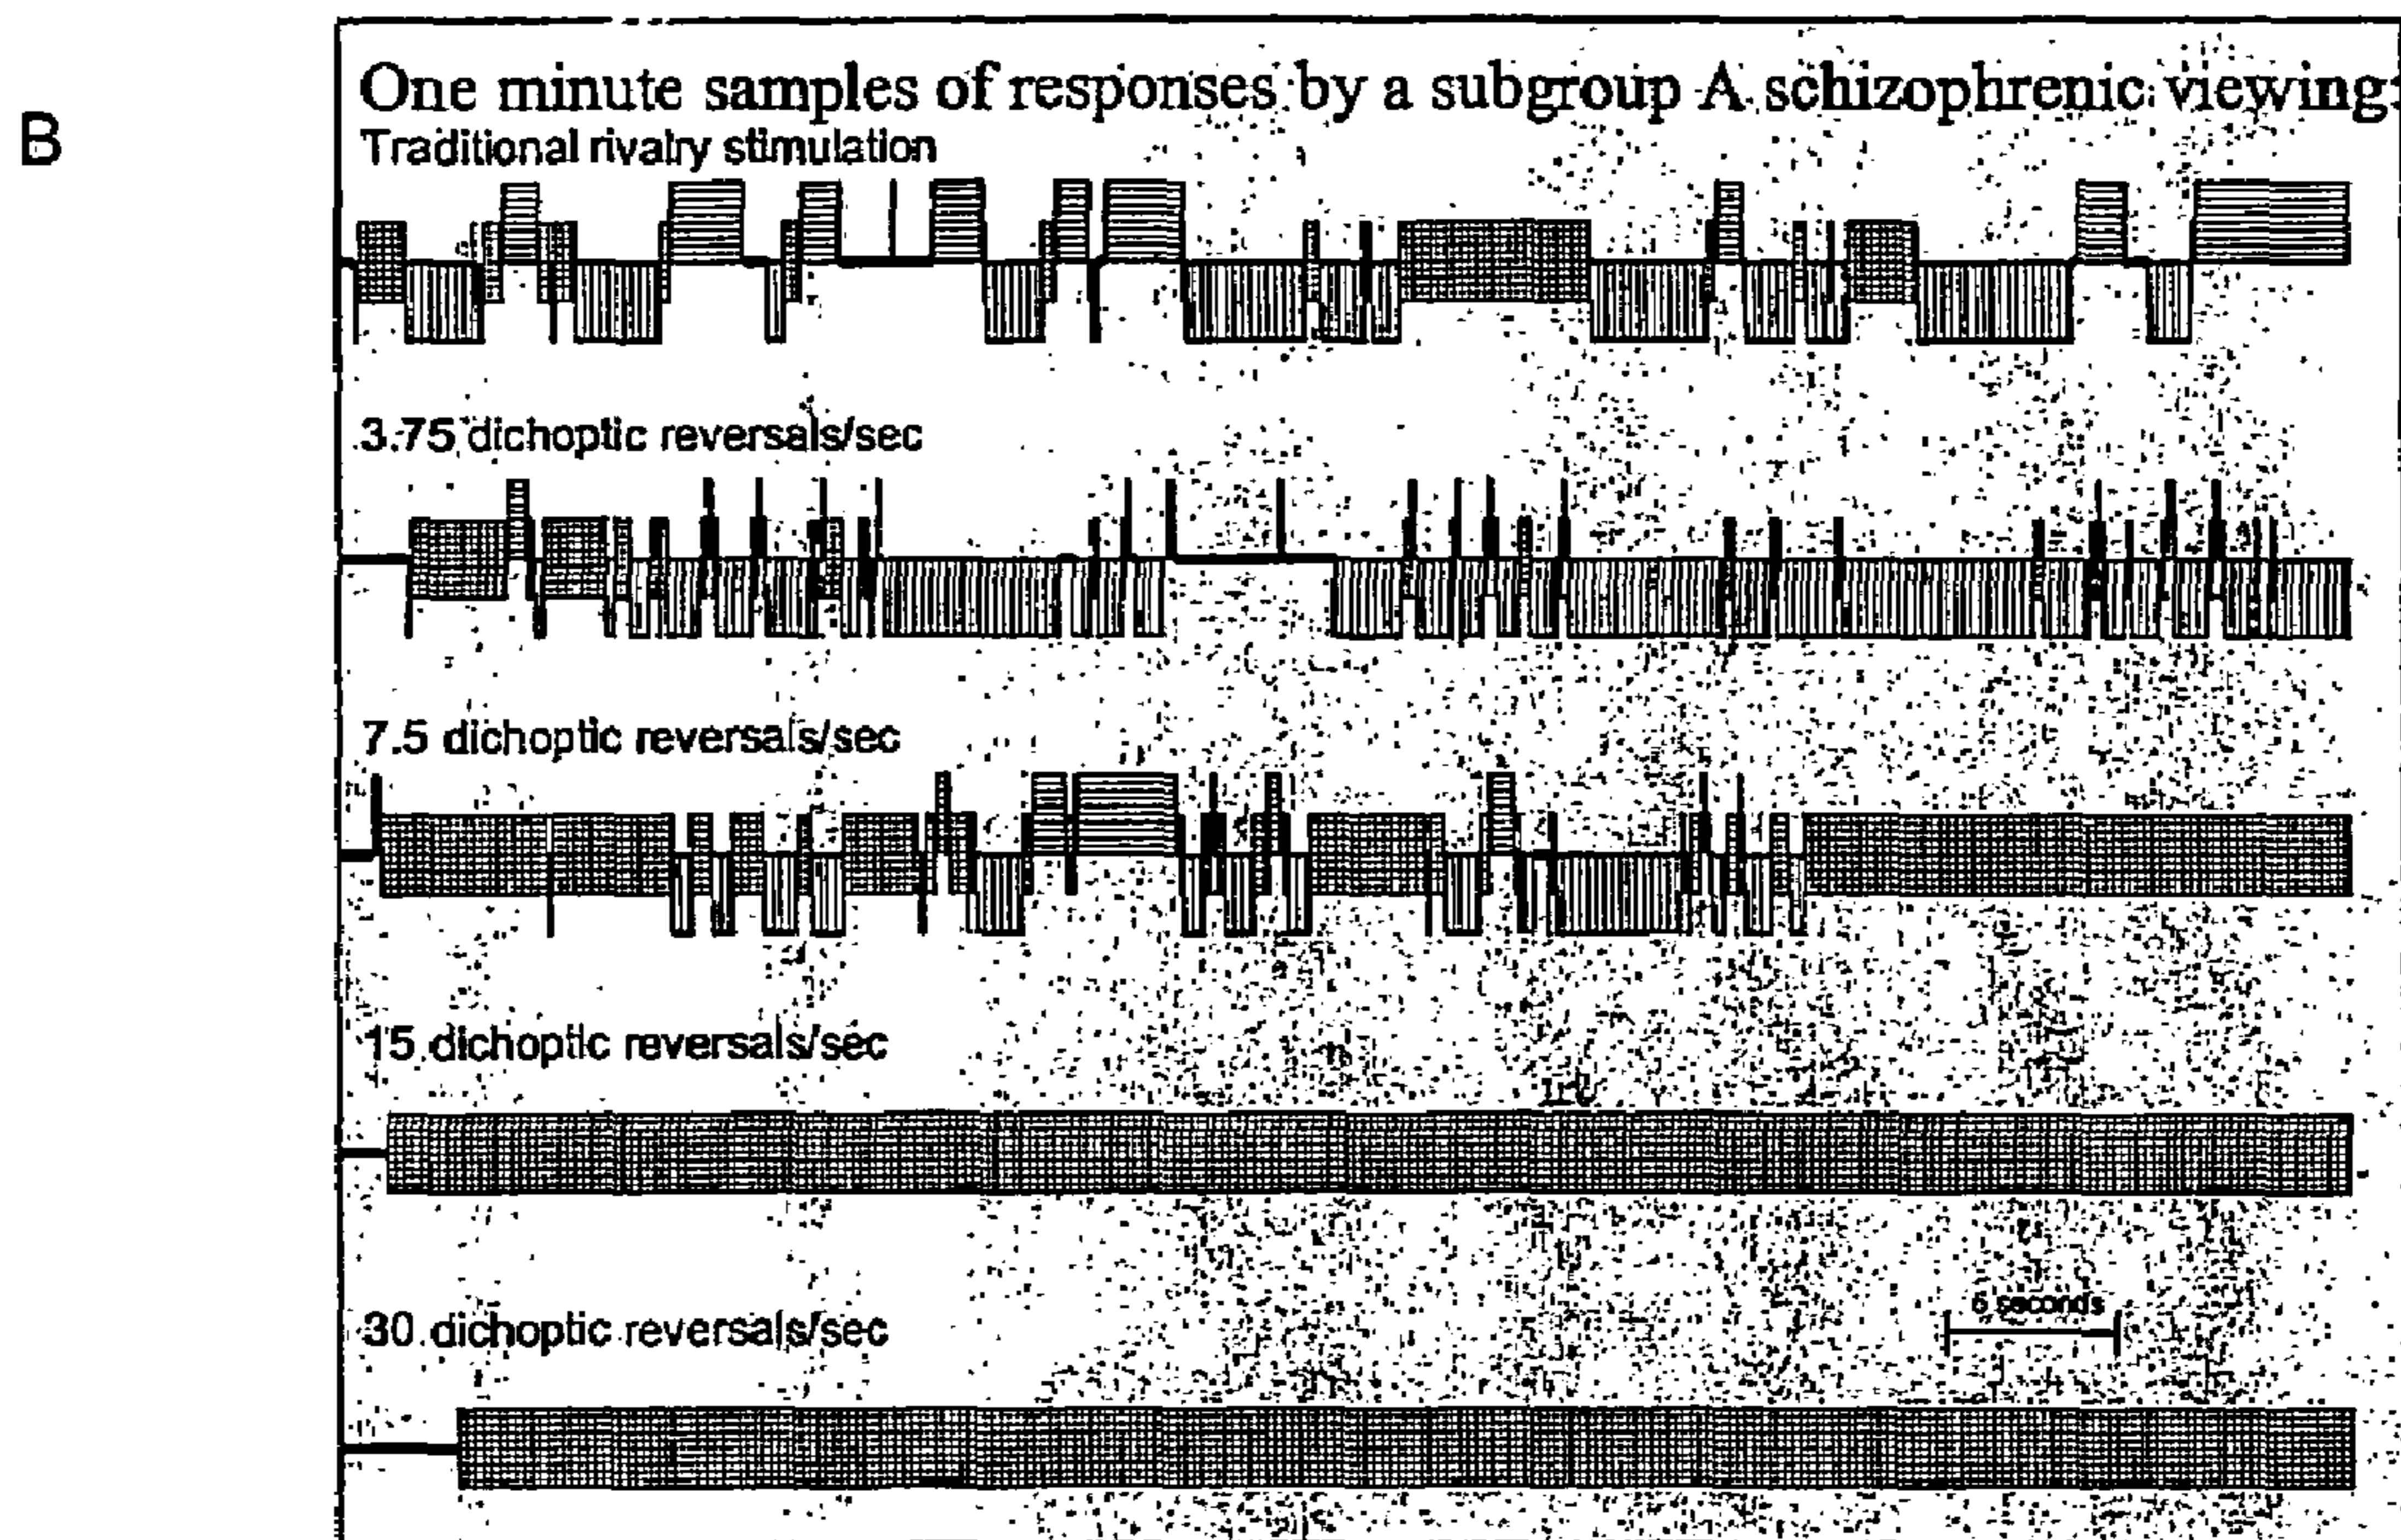 B
One minute samples of responses by a subgroup A schizophrenic viewing:
Traditional rivalry stimulation
3.75 dichoptic reversals/sec
7.5 dichoptic reversals/sec
15 dichoptic reversals/sec
30 dichoptic reversals/sec
6 seconds